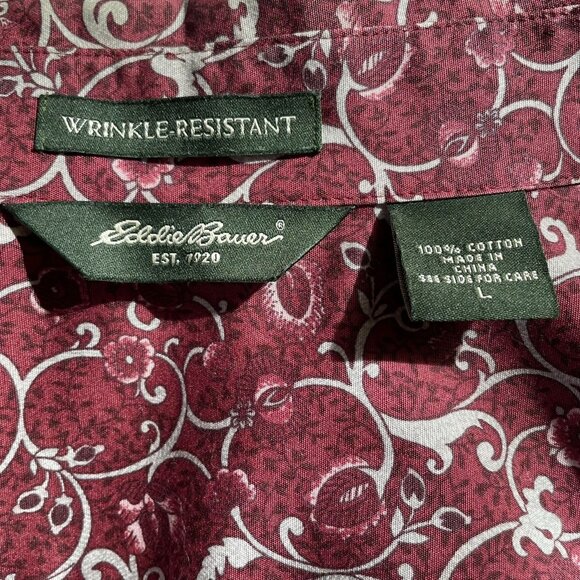 WRINKLE-RESISTANT
Eddie Bauer®
EST. 1920
100% COTTON
MADE IN
CHINA
SEE SIDE FOR CARE
L